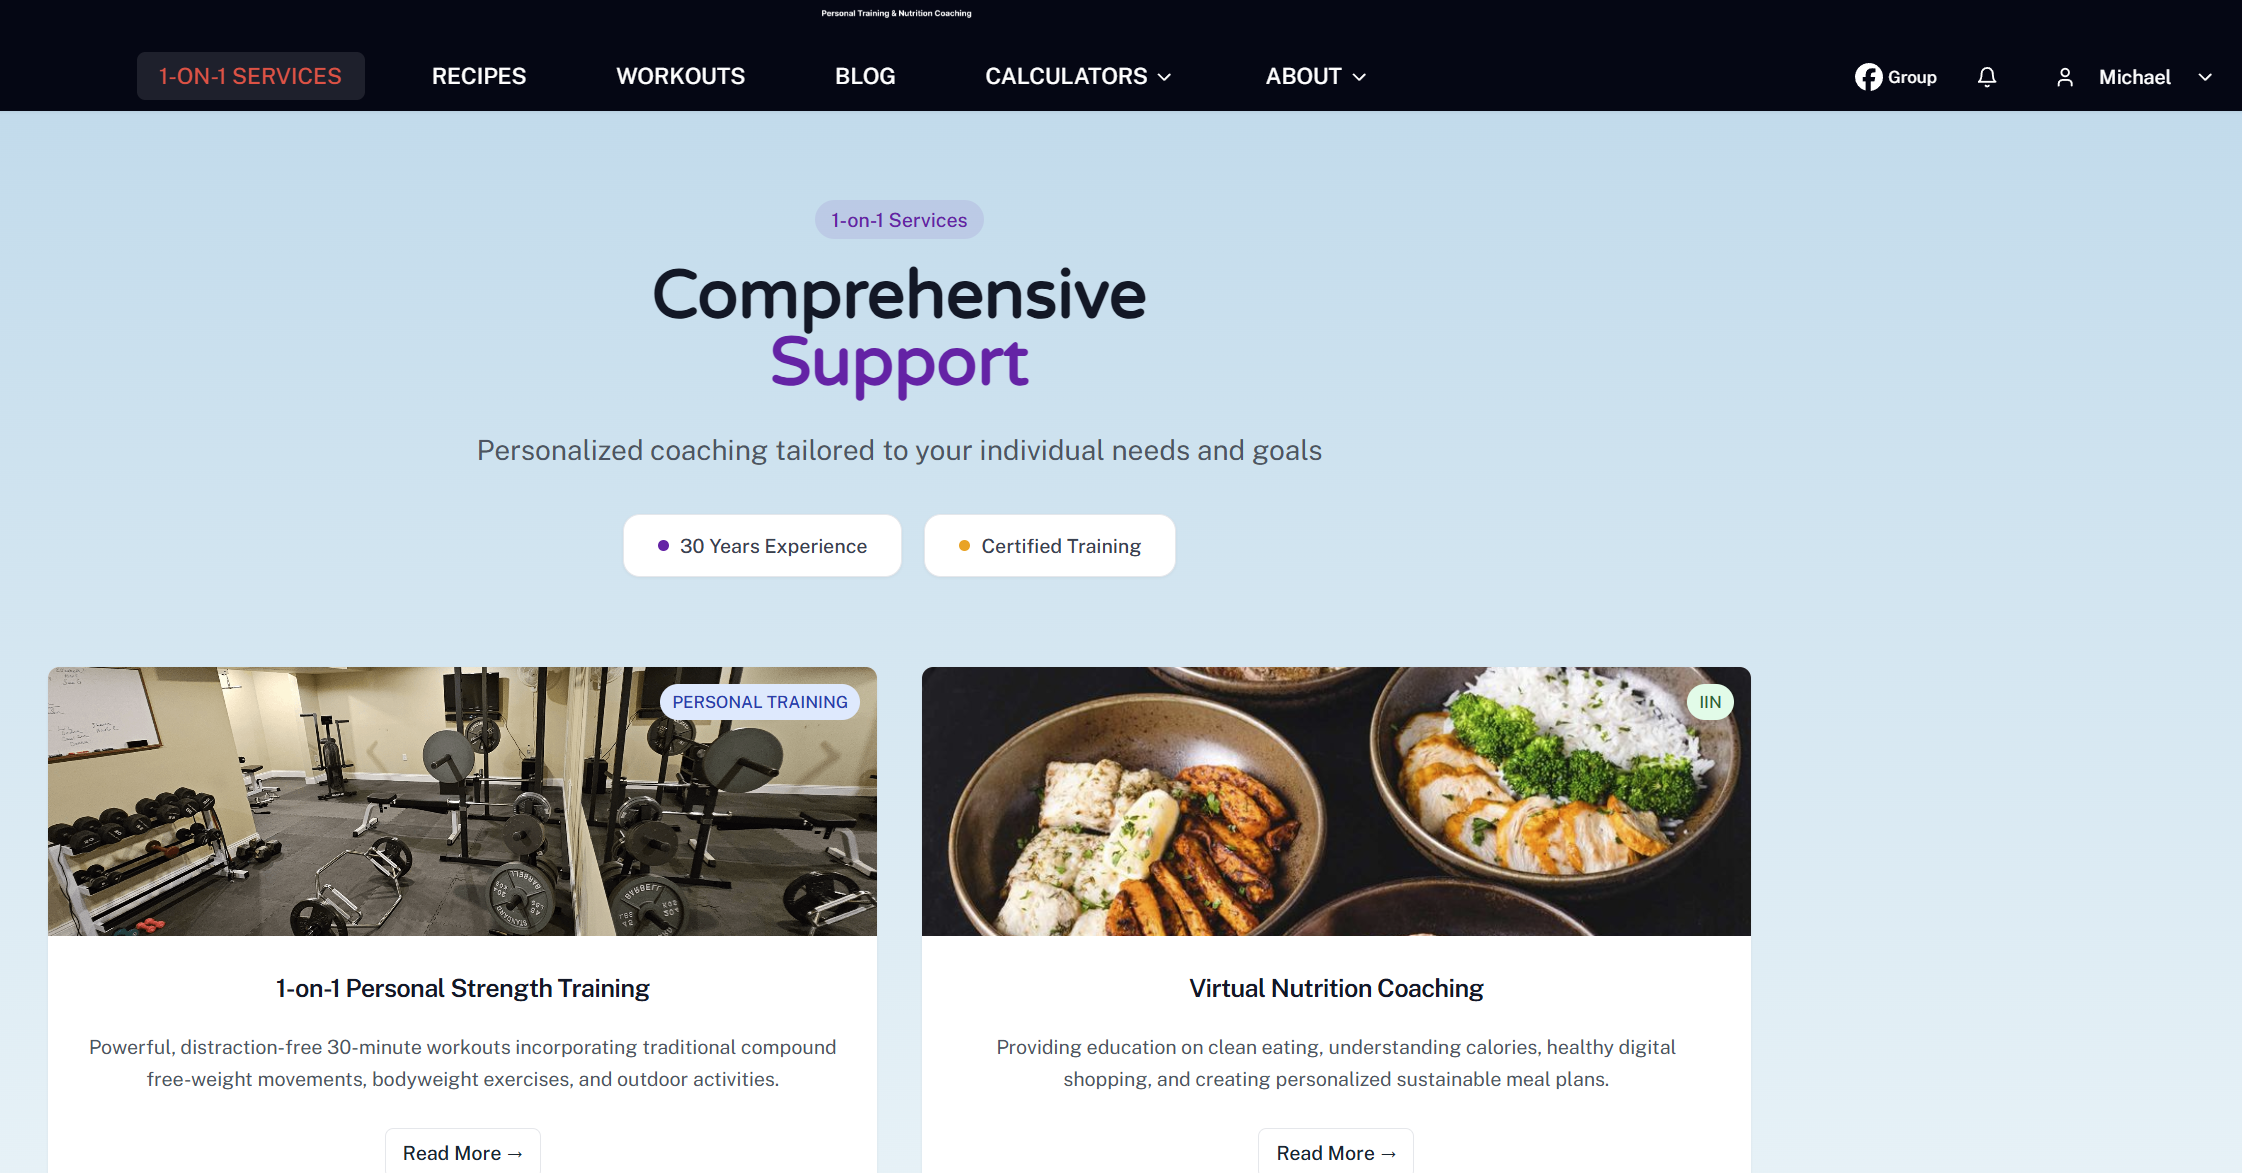 Personal Training & Nutrition Coaching
1-ON-1 SERVICES
RECIPES
WORKOUTS
BLOG
CALCULATORS
ABOUT
Group
Michael
1-on-1 Services
Comprehensive
Support
Personalized coaching tailored to your individual needs and goals
30 Years Experience
Certified Training
PERSONAL TRAINING
BARBELL
STANDARD
BARBELL
IIN
1-on-1 Personal Strength Training
Powerful, distraction-free 30-minute workouts incorporating traditional compound
free-weight movements, bodyweight exercises, and outdoor activities.
Read More →
Virtual Nutrition Coaching
Providing education on clean eating, understanding calories, healthy digital
shopping, and creating personalized sustainable meal plans.
Read More →